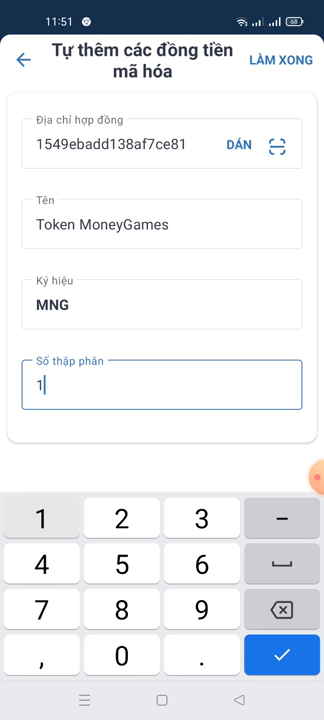 11:51
68
Tự thêm các đồng tiền
mã hóa
LÀM XONG
Địa chỉ hợp đồng
1549ebadd138af7ce81
DÁN
Tên
Token MoneyGames
Ký hiệu
MNG
Số thập phân
1
1 2 3 −
4 5 6
7 8 9
, 0 .